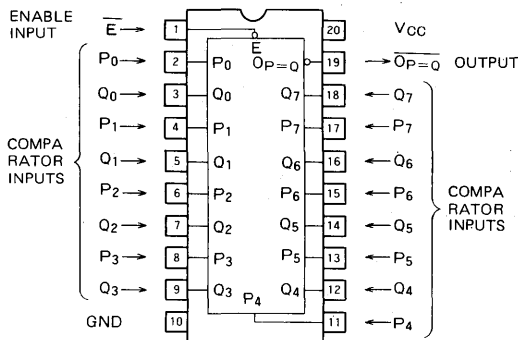 ENABLE INPUT E → 1 E 20 VCC
P0 → 2 P0 OP=Q 19 → OP=Q OUTPUT
Q0 → 3 Q0 Q7 18 ← Q7
P1 → 4 P1 P7 17 ← P7
COMPA RATOR INPUTS
Q1 → 5 Q1 Q6 16 ← Q6
P2 → 6 P2 P6 15 ← P6
COMPA RATOR INPUTS
Q2 → 7 Q2 Q5 14 ← Q5
P3 → 8 P3 P5 13 ← P5
Q3 → 9 Q3 Q4 12 ← Q4
GND 10 P4 11 ← P4